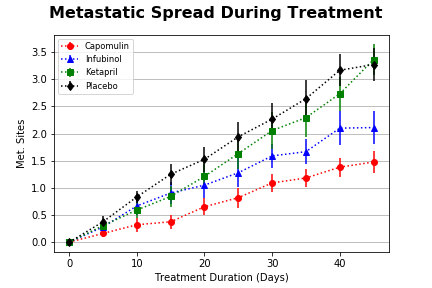 Metastatic Spread During Treatment
Capomulin
Infubinol
Ketapril
Placebo
Met. Sites
3.5
3.0
2.5
2.0
1.5
1.0
0.5
0.0
0 10 20 30 40
Treatment Duration (Days)